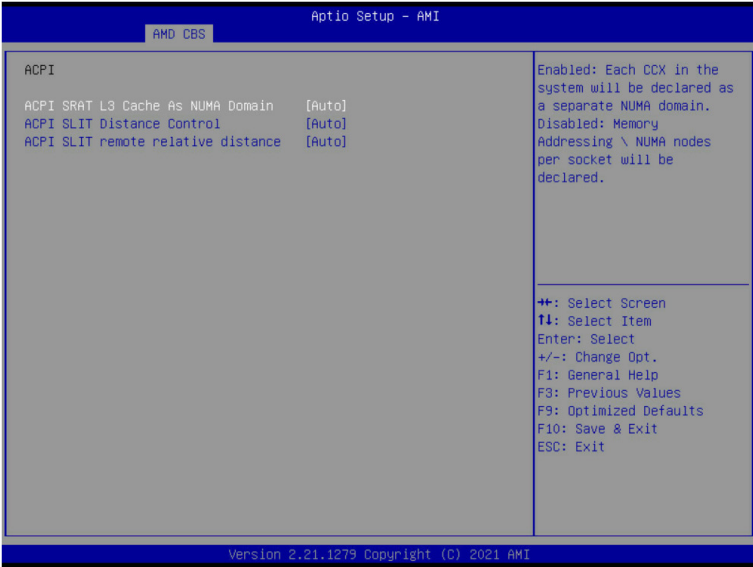 Aptio Setup – AMI
AMD CBS
ACPI
ACPI SRAT L3 Cache As NUMA Domain [Auto]
ACPI SLIT Distance Control [Auto]
ACPI SLIT remote relative distance [Auto]
Enabled: Each CCX in the
system will be declared as
a separate NUMA domain.
Disabled: Memory
Addressing \ NUMA nodes
per socket will be
declared.
→←: Select Screen
↑↓: Select Item
Enter: Select
+/-: Change Opt.
F1: General Help
F3: Previous Values
F9: Optimized Defaults
F10: Save & Exit
ESC: Exit
Version 2.21.1279 Copyright (C) 2021 AMI